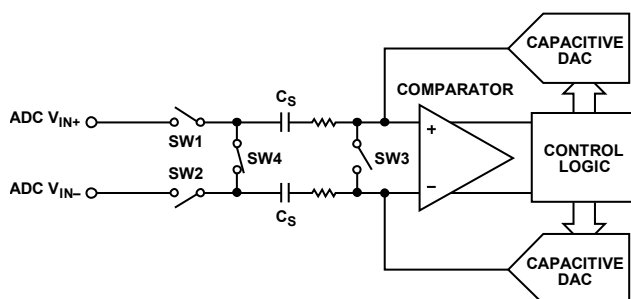 CAPACITIVE
DAC
COMPARATOR
ADC VIN+
CS
SW1
+
SW4
SW3
CONTROL
LOGIC
ADC VIN–
SW2
–
CS
CAPACITIVE
DAC